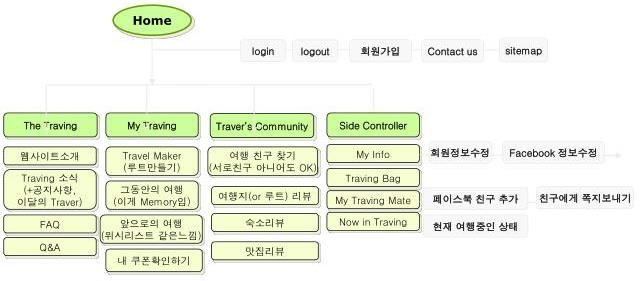 Home
login
logout
회원가입
Contact us
sitemap
The Traving
웹사이트소개
Traving 소식
(+공지사항,
이달의 Traver)
FAQ
Q&A
My Traving
Travel Maker
(루트만들기)
그동안의 여행
(이게 Memory임)
앞으로의 여행
(위시리스트 같은느낌)
내 쿠폰확인하기
Traver's Community
여행 친구 찾기
(서로친구 아니어도 OK)
여행지(or 루트) 리뷰
숙소리뷰
맛집리뷰
Side Controller
My Info
회원정보수정
Facebook 정보수정
Traving Bag
My Traving Mate
페이스북 친구 추가
친구에게 쪽지보내기
Now in Traving
현재 여행중인 상태